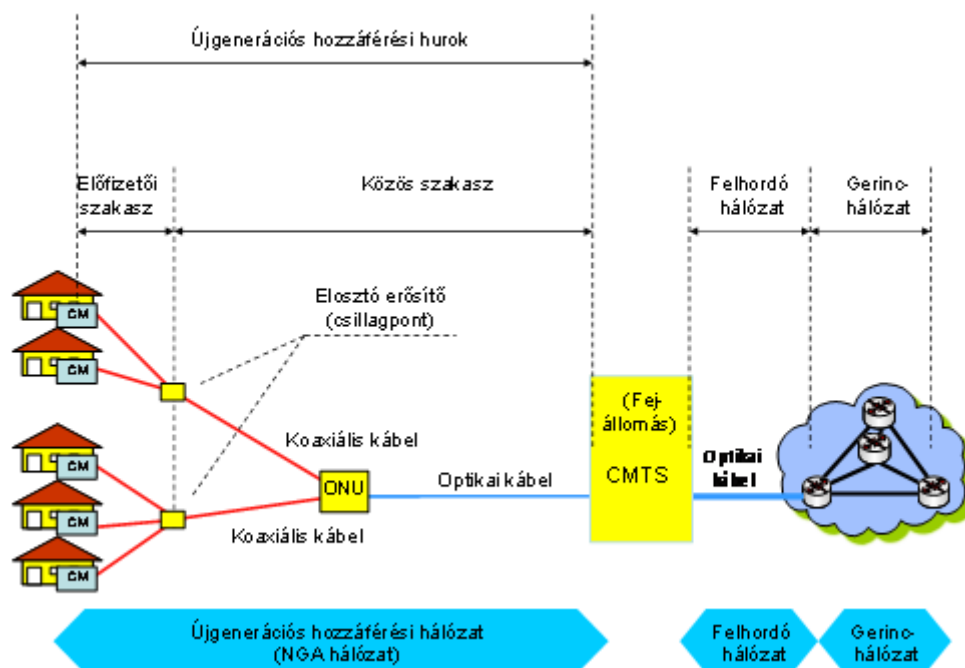 Újgenerációs hozzáférési hurok
Előfizetői
szakasz
Közös szakasz
Felhordó
hálózat
Gerinc-
hálózat
Elosztó erősítő
(csillagpont)
CM
CM
CM
CM
CM
Koaxiális kábel
Koaxiális kábel
ONU
Optikai kábel
(Fej-
állomás)
CMTS
Optikai
kábel
Újgenerációs hozzáférési hálózat
(NGA hálózat)
Felhordó
hálózat
Gerinc-
hálózat